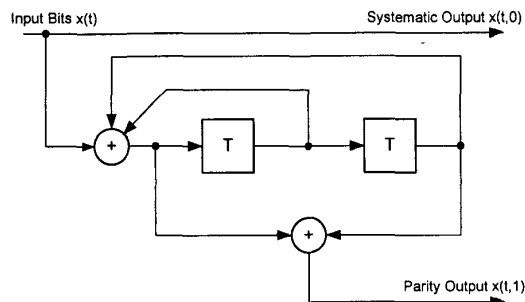 Input Bits x(t)
Systematic Output x(t,0)
+
T
T
+
Parity Output x(t,1)